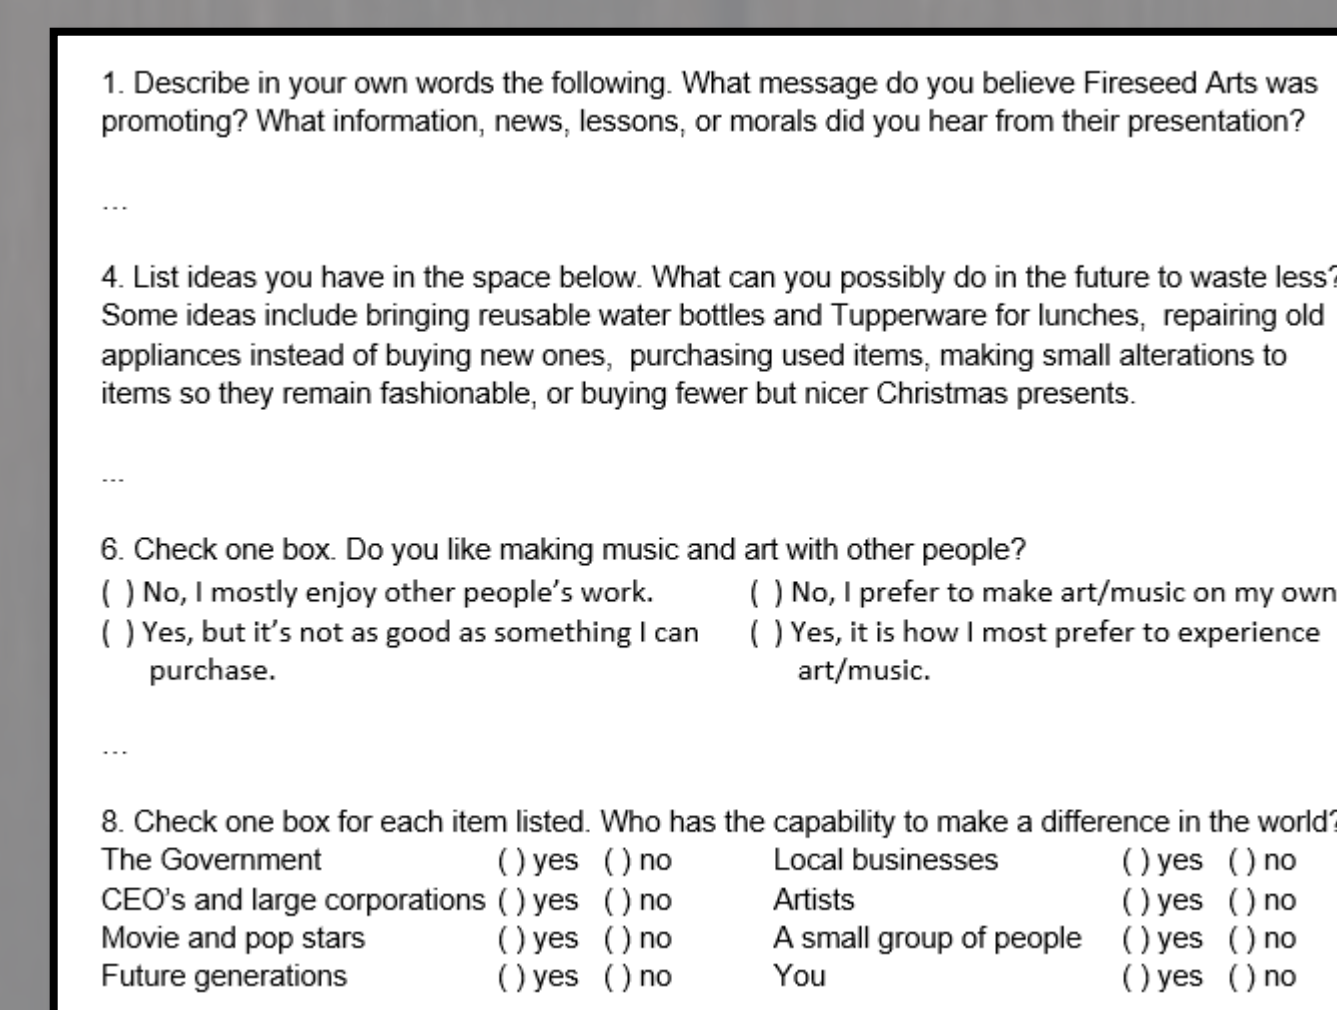 1. Describe in your own words the following. What message do you believe Fireseed Arts was
promoting? What information, news, lessons, or morals did you hear from their presentation?
...
4. List ideas you have in the space below. What can you possibly do in the future to waste less?
Some ideas include bringing reusable water bottles and Tupperware for lunches,  repairing old
appliances instead of buying new ones,  purchasing used items, making small alterations to
items so they remain fashionable, or buying fewer but nicer Christmas presents.
...
6. Check one box. Do you like making music and art with other people?
( ) No, I mostly enjoy other people’s work. ( ) No, I prefer to make art/music on my own
( ) Yes, but it’s not as good as something I can ( ) Yes, it is how I most prefer to experience
purchase. art/music.
...
8. Check one box for each item listed. Who has the capability to make a difference in the world?
The Government ( ) yes ( ) no Local businesses ( ) yes ( ) no
CEO’s and large corporations ( ) yes ( ) no Artists ( ) yes ( ) no
Movie and pop stars ( ) yes ( ) no A small group of people ( ) yes ( ) no
Future generations ( ) yes ( ) no You ( ) yes ( ) no